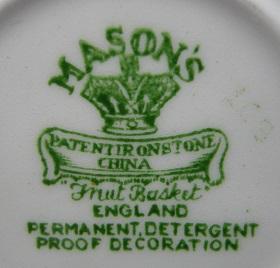 MASON'S
PATENT IRONSTONE
CHINA
"Fruit Basket"
ENGLAND
PERMANENT, DETERGENT
PROOF DECORATION